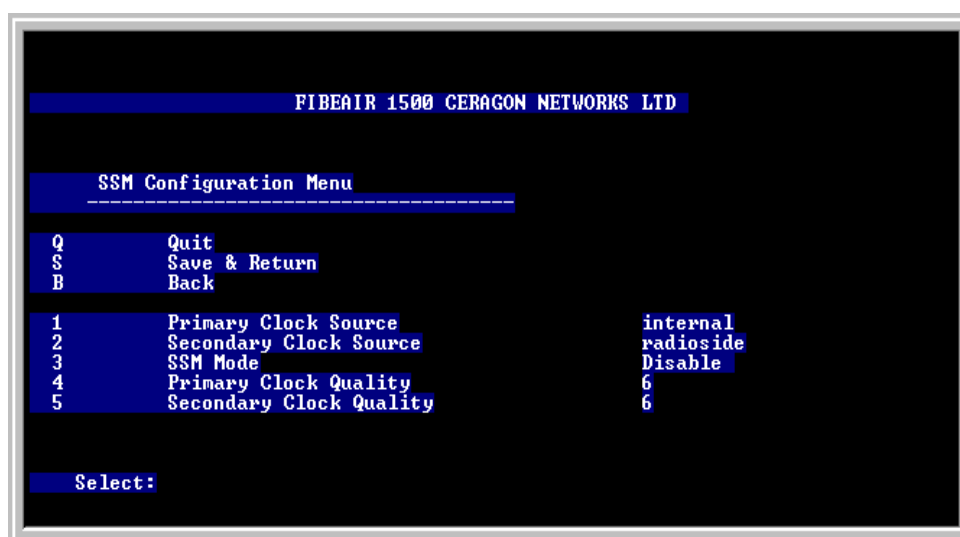 FIBEAIR 1500 CERAGON NETWORKS LTD
SSM Configuration Menu
-------------------------------------
Q Quit
S Save & Return
B Back
1 Primary Clock Source internal
2 Secondary Clock Source radioside
3 SSM Mode Disable
4 Primary Clock Quality 6
5 Secondary Clock Quality 6
Select: